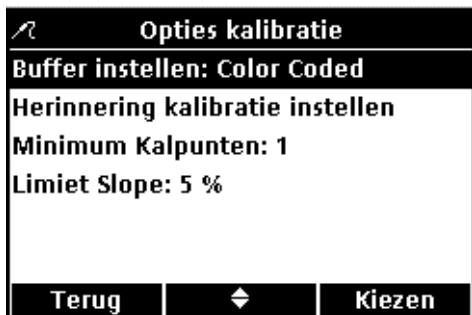 Opties kalibratie
Buffer instellen: Color Coded
Herinnering kalibratie instellen
Minimum Kalpunten: 1
Limiet Slope: 5 %
Terug Kiezen